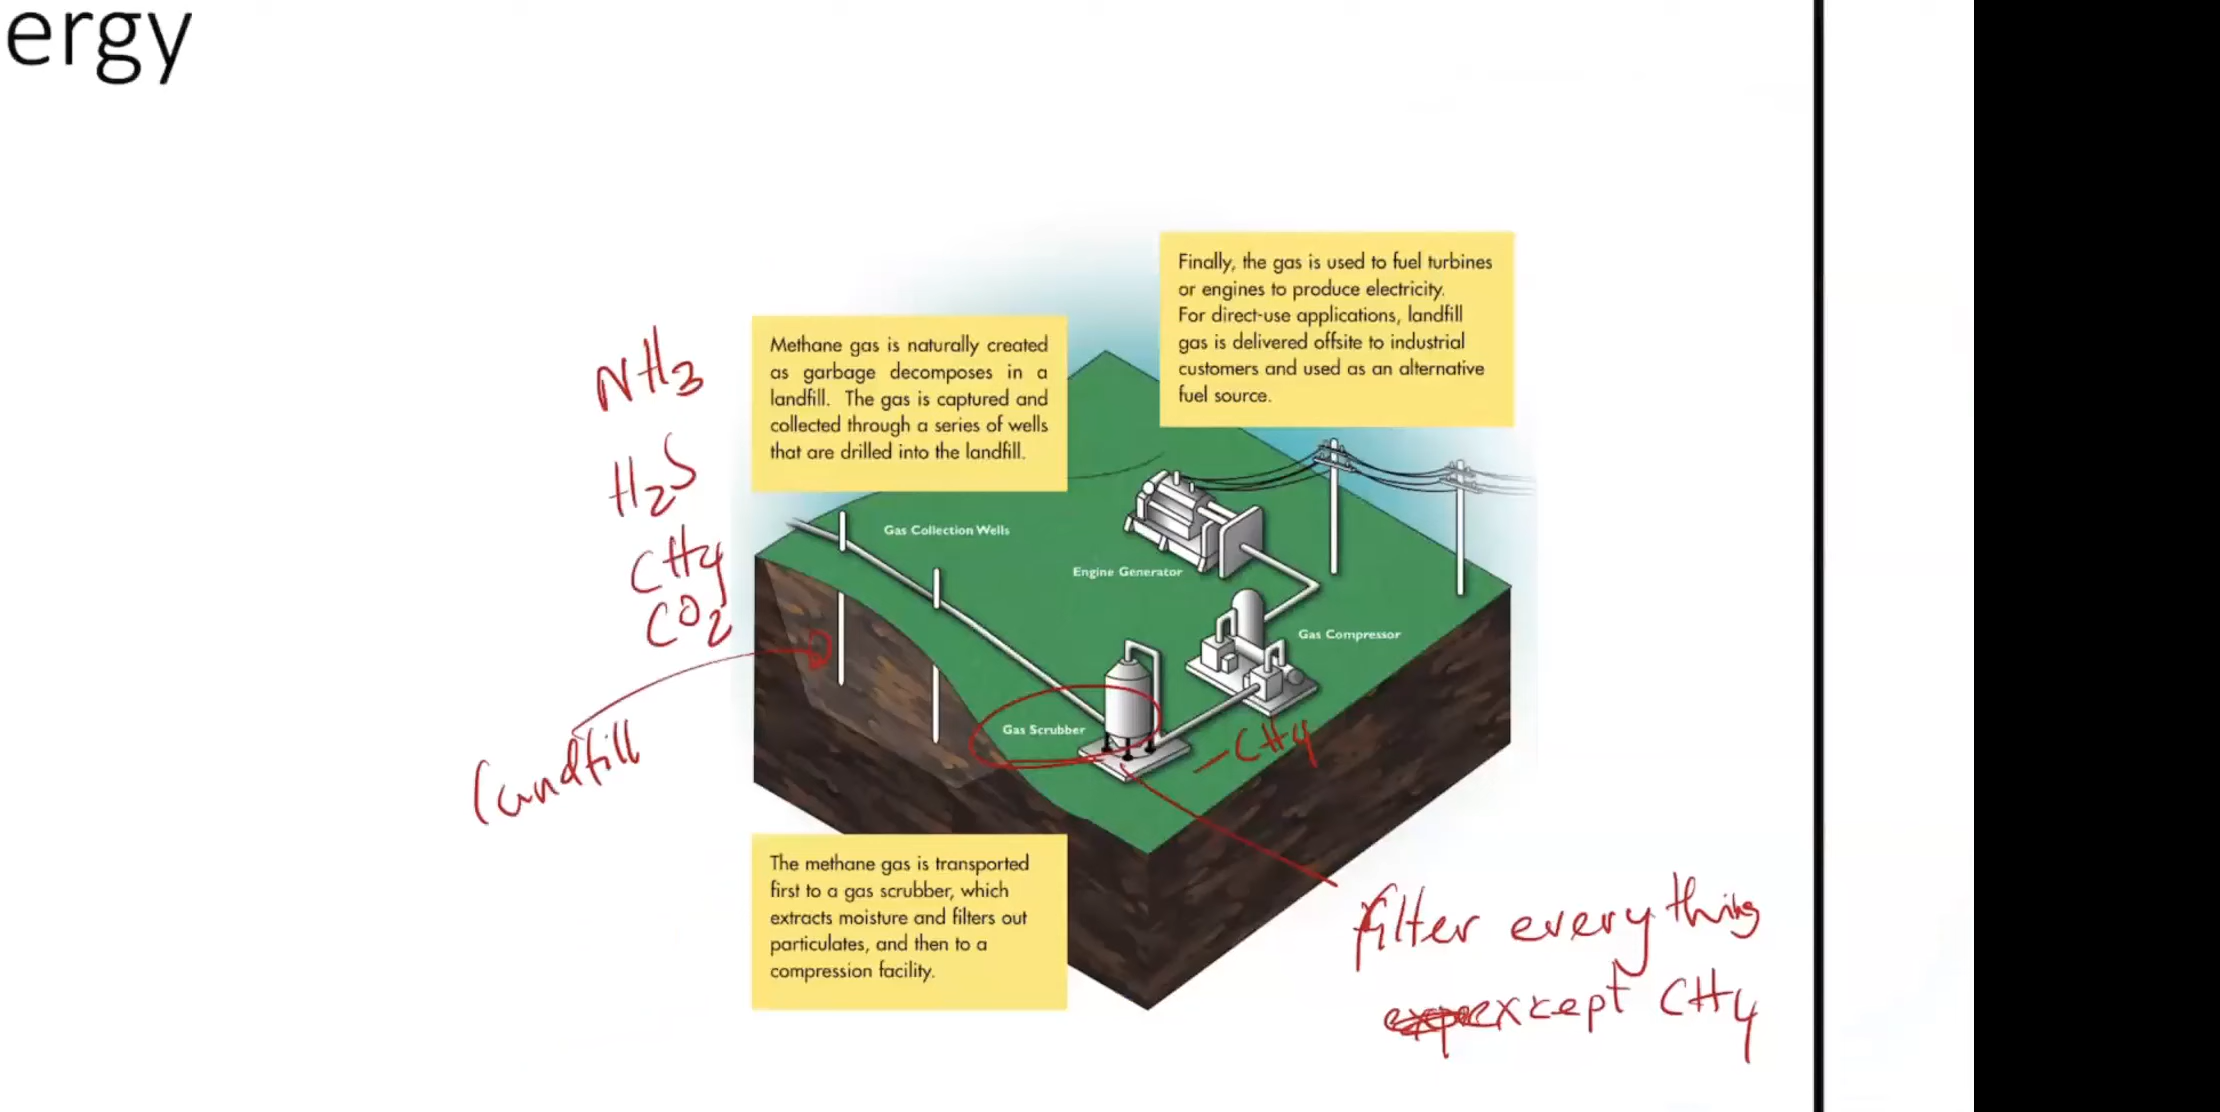 ergy
Finally, the gas is used to fuel turbines
or engines to produce electricity.
For direct-use applications, landfill
gas is delivered offsite to industrial
customers and used as an alternative
fuel source.
Methane gas is naturally created
as garbage decomposes in a
landfill. The gas is captured and
collected through a series of wells
that are drilled into the landfill.
NH3
H2S
CH4
CO2
Landfill
Gas Collection Wells
Engine Generator
Gas Compressor
Gas Scrubber
- CH4
The methane gas is transported
first to a gas scrubber, which
extracts moisture and filters out
particulates, and then to a
compression facility.
filter everything
except CH4